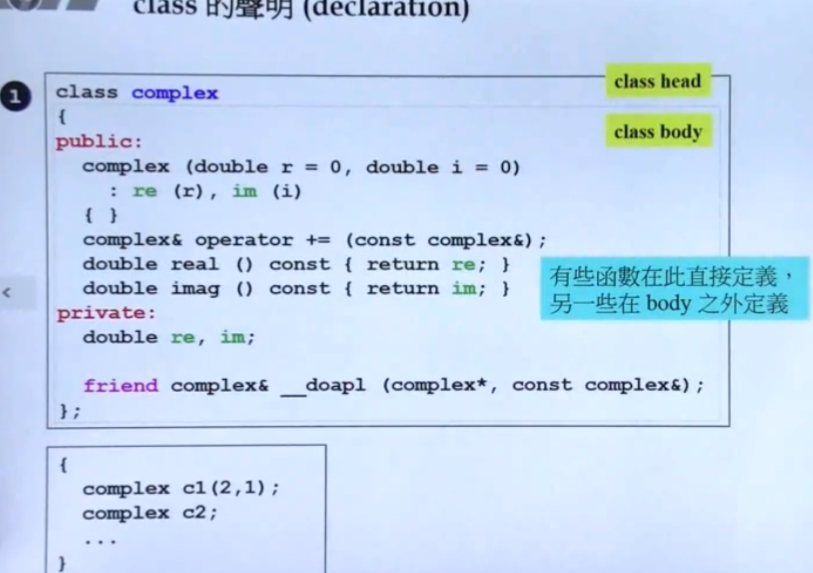 class 的聲明 (declaration)
1
class head
class complex
{
class body
public:
complex (double r = 0, double i = 0)
: re (r), im (i)
{ }
complex& operator += (const complex&);
double real () const { return re; }
double imag () const { return im; }
有些函數在此直接定義，
另一些在 body 之外定義
private:
double re, im;
friend complex& __doapl (complex*, const complex&);
};
{
complex c1(2,1);
complex c2;
...
}